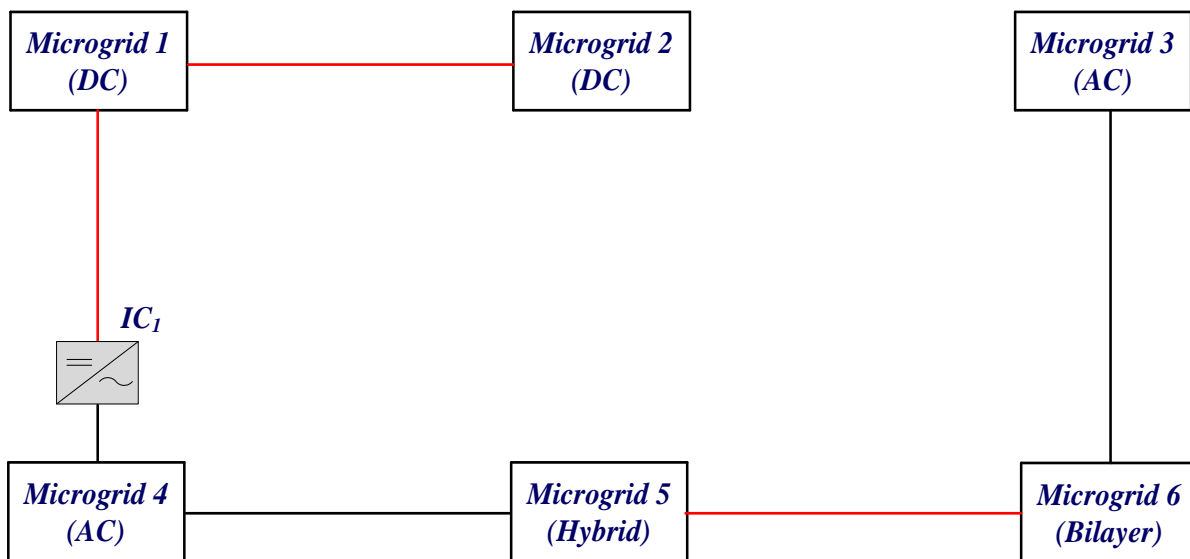 Microgrid 1
(DC)
Microgrid 2
(DC)
Microgrid 3
(AC)
IC₁
Microgrid 4
(AC)
Microgrid 5
(Hybrid)
Microgrid 6
(Bilayer)